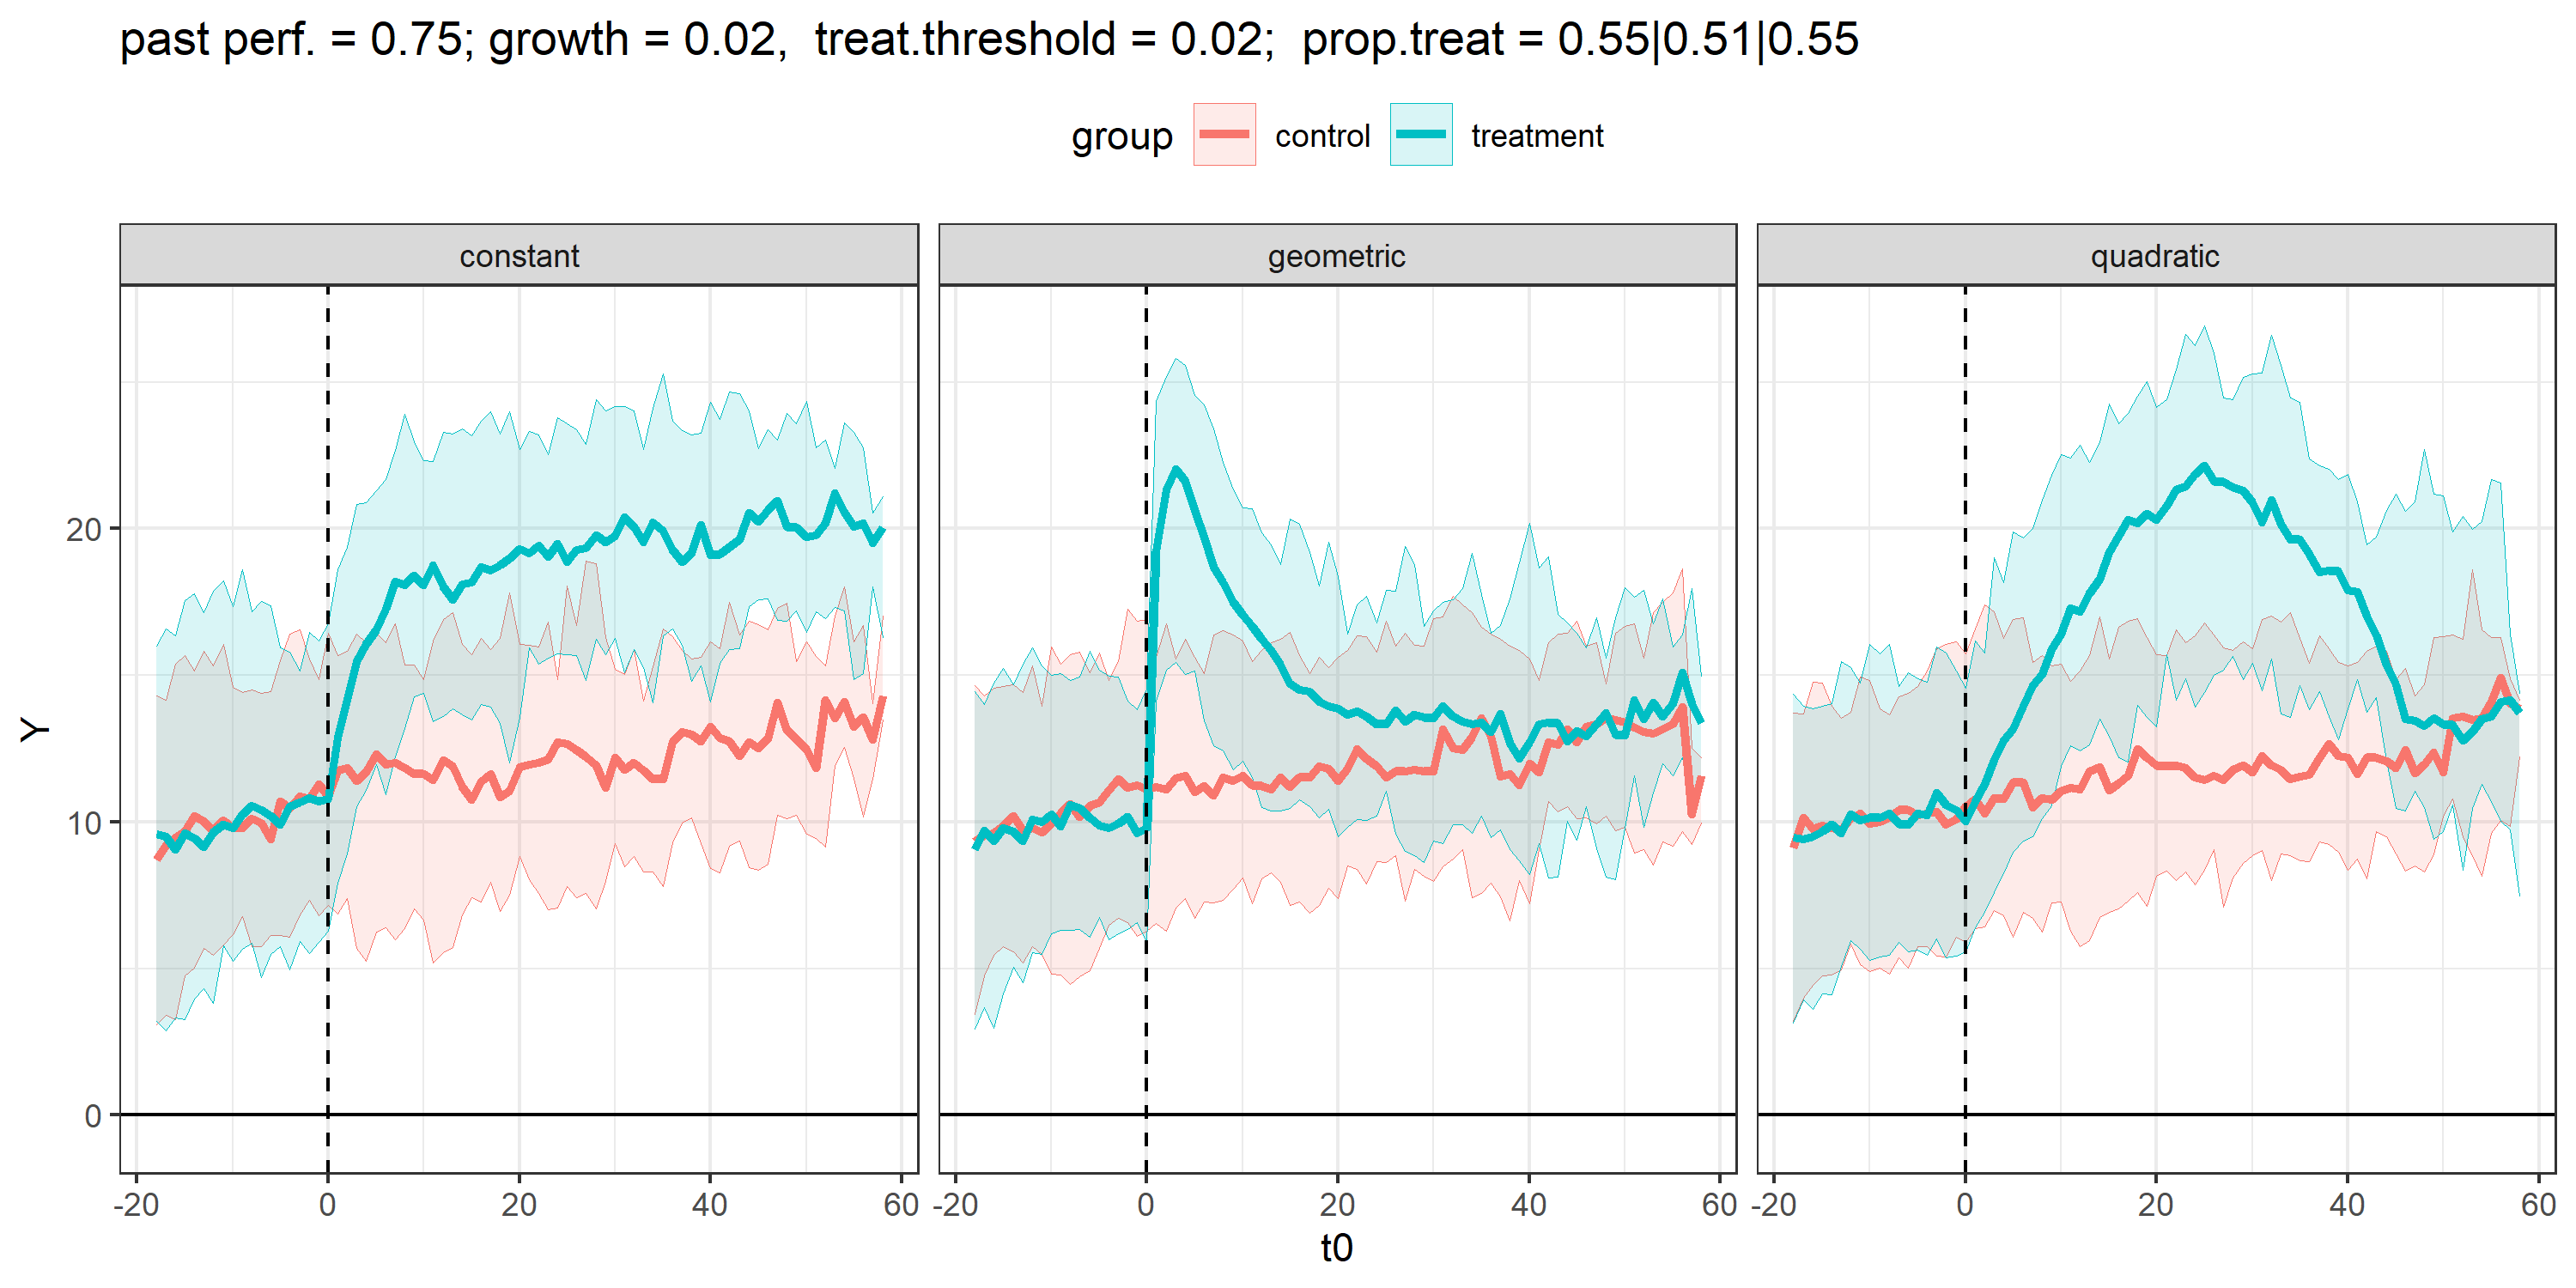 past perf. = 0.75; growth = 0.02,  treat.threshold = 0.02;  prop.treat = 0.55|0.51|0.55
group control treatment
constant geometric quadratic
Y
20
10
0
-20 0 20 40 60 -20 0 20 40 60 -20 0 20 40 60
t0